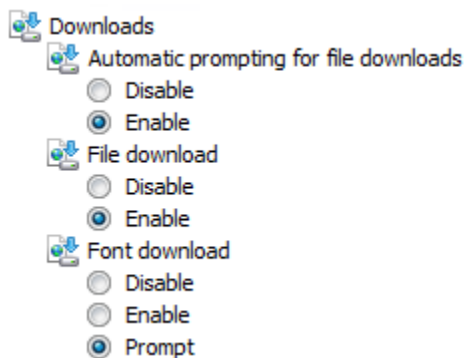 Downloads
Automatic prompting for file downloads
Disable
Enable
File download
Disable
Enable
Font download
Disable
Enable
Prompt